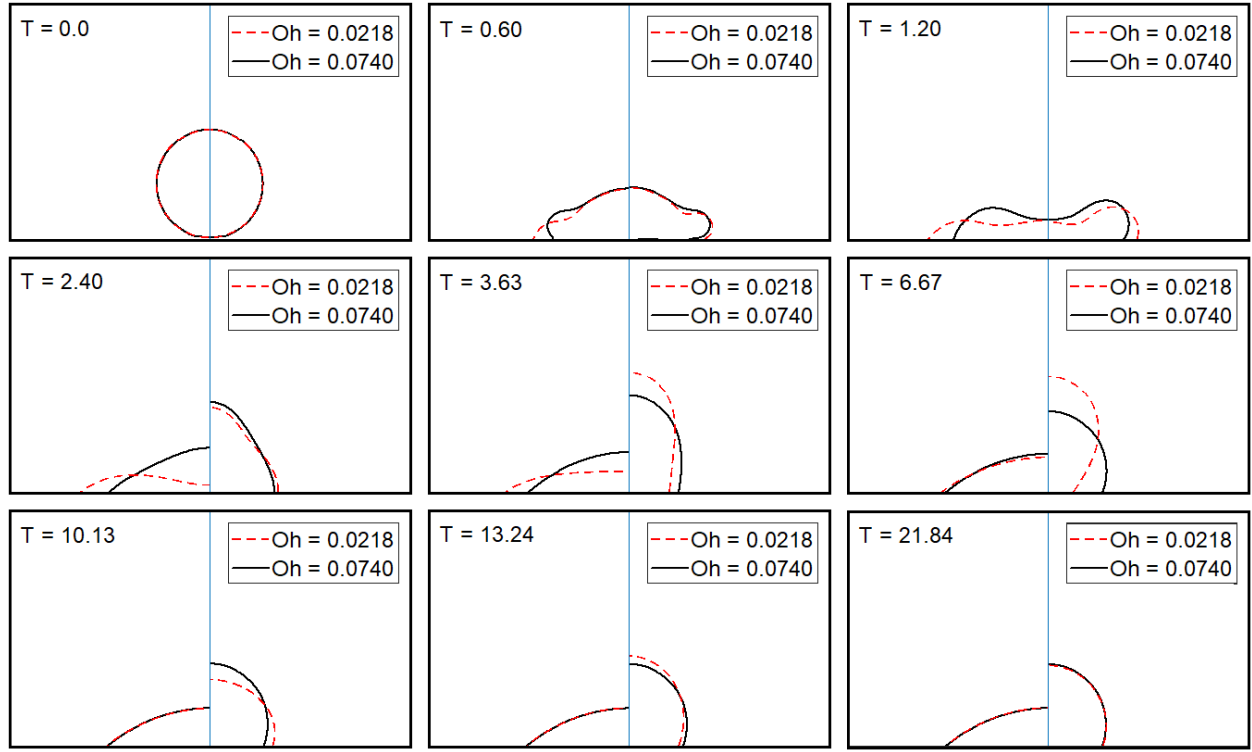 T = 0.0
Oh = 0.0218
Oh = 0.0740
T = 0.60
Oh = 0.0218
Oh = 0.0740
T = 1.20
Oh = 0.0218
Oh = 0.0740
T = 2.40
Oh = 0.0218
Oh = 0.0740
T = 3.63
Oh = 0.0218
Oh = 0.0740
T = 6.67
Oh = 0.0218
Oh = 0.0740
T = 10.13
Oh = 0.0218
Oh = 0.0740
T = 13.24
Oh = 0.0218
Oh = 0.0740
T = 21.84
Oh = 0.0218
Oh = 0.0740